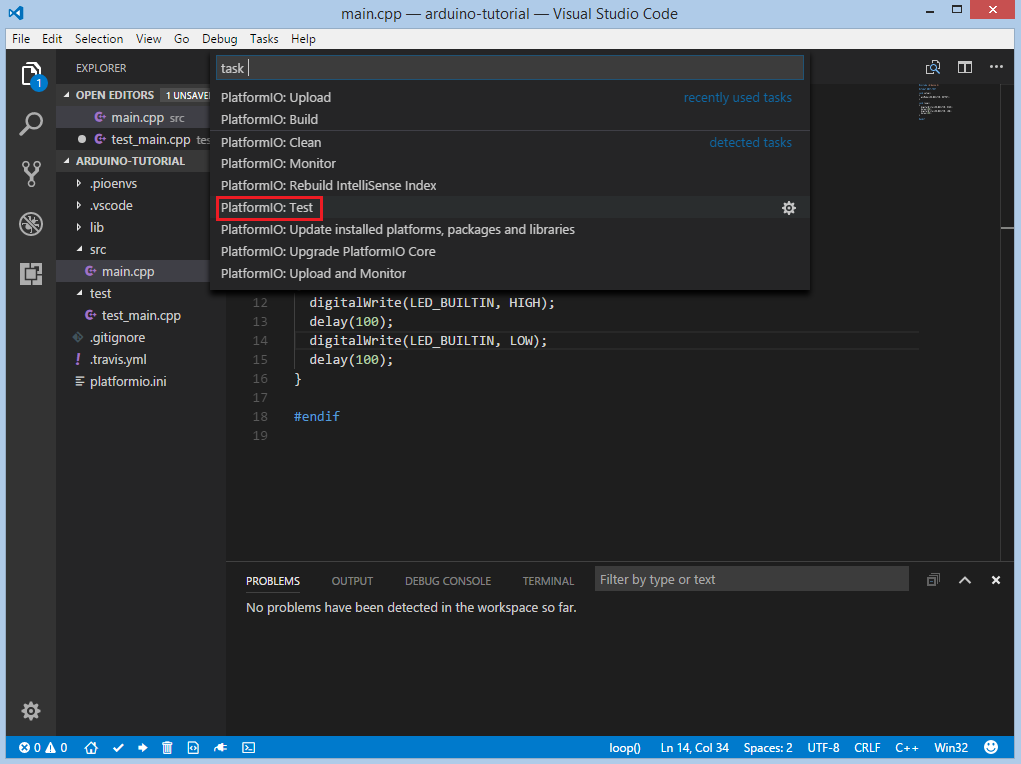 main.cpp — arduino-tutorial — Visual Studio Code
File Edit Selection View Go Debug Tasks Help
EXPLORER
1
OPEN EDITORS 1 UNSAVED
main.cpp src
test_main.cpp tes
ARDUINO-TUTORIAL
.pioenvs
.vscode
lib
src
main.cpp
test
test_main.cpp
.gitignore
.travis.yml
platformio.ini
task
PlatformIO: Upload recently used tasks
PlatformIO: Build
PlatformIO: Clean detected tasks
PlatformIO: Monitor
PlatformIO: Rebuild IntelliSense Index
PlatformIO: Test
PlatformIO: Update installed platforms, packages and libraries
PlatformIO: Upgrade PlatformIO Core
PlatformIO: Upload and Monitor
12 digitalWrite(LED_BUILTIN, HIGH);
13 delay(100);
14 digitalWrite(LED_BUILTIN, LOW);
15 delay(100);
16 }
17
18 #endif
19
PROBLEMS OUTPUT DEBUG CONSOLE TERMINAL Filter by type or text
No problems have been detected in the workspace so far.
0 0 loop() Ln 14, Col 34 Spaces: 2 UTF-8 CRLF C++ Win32